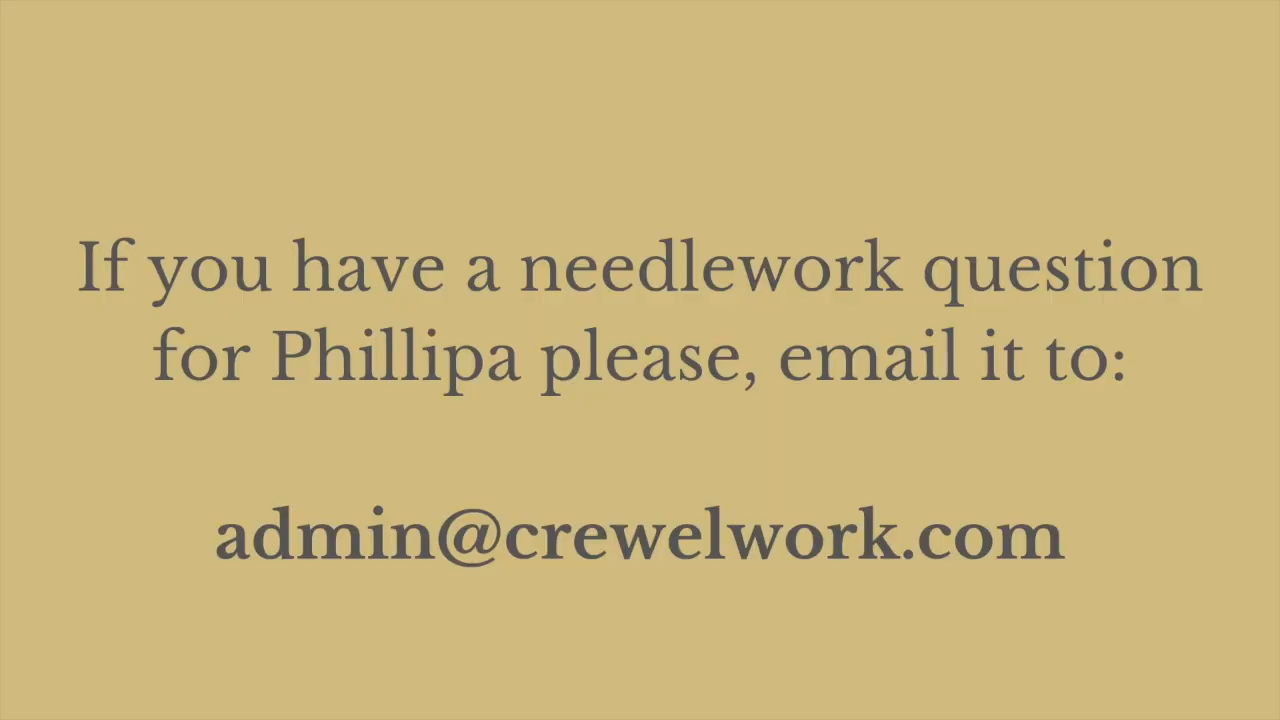 If you have a needlework question
for Phillipa please, email it to:
admin@crewelwork.com